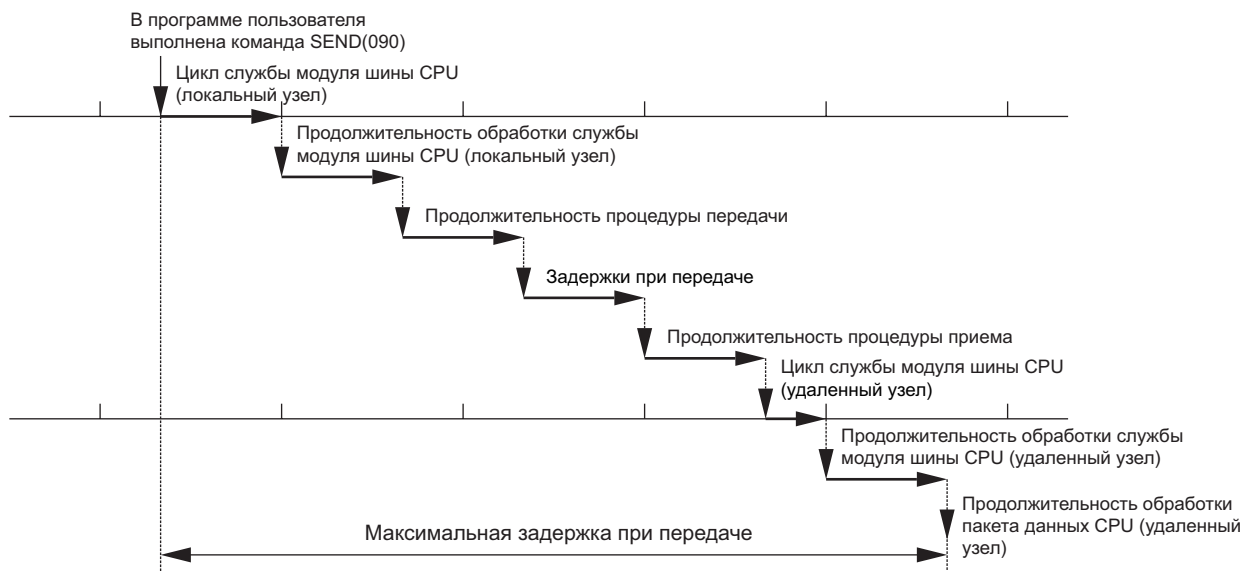 В программе пользователя
выполнена команда SEND(090)
Цикл службы модуля шины CPU
(локальный узел)
Продолжительность обработки службы
модуля шины CPU (локальный узел)
Продолжительность процедуры передачи
Задержки при передаче
Продолжительность процедуры приема
Цикл службы модуля шины CPU
(удаленный узел)
Продолжительность обработки службы
модуля шины CPU (удаленный узел)
Продолжительность обработки
пакета данных CPU (удаленный
узел)
Максимальная задержка при передаче